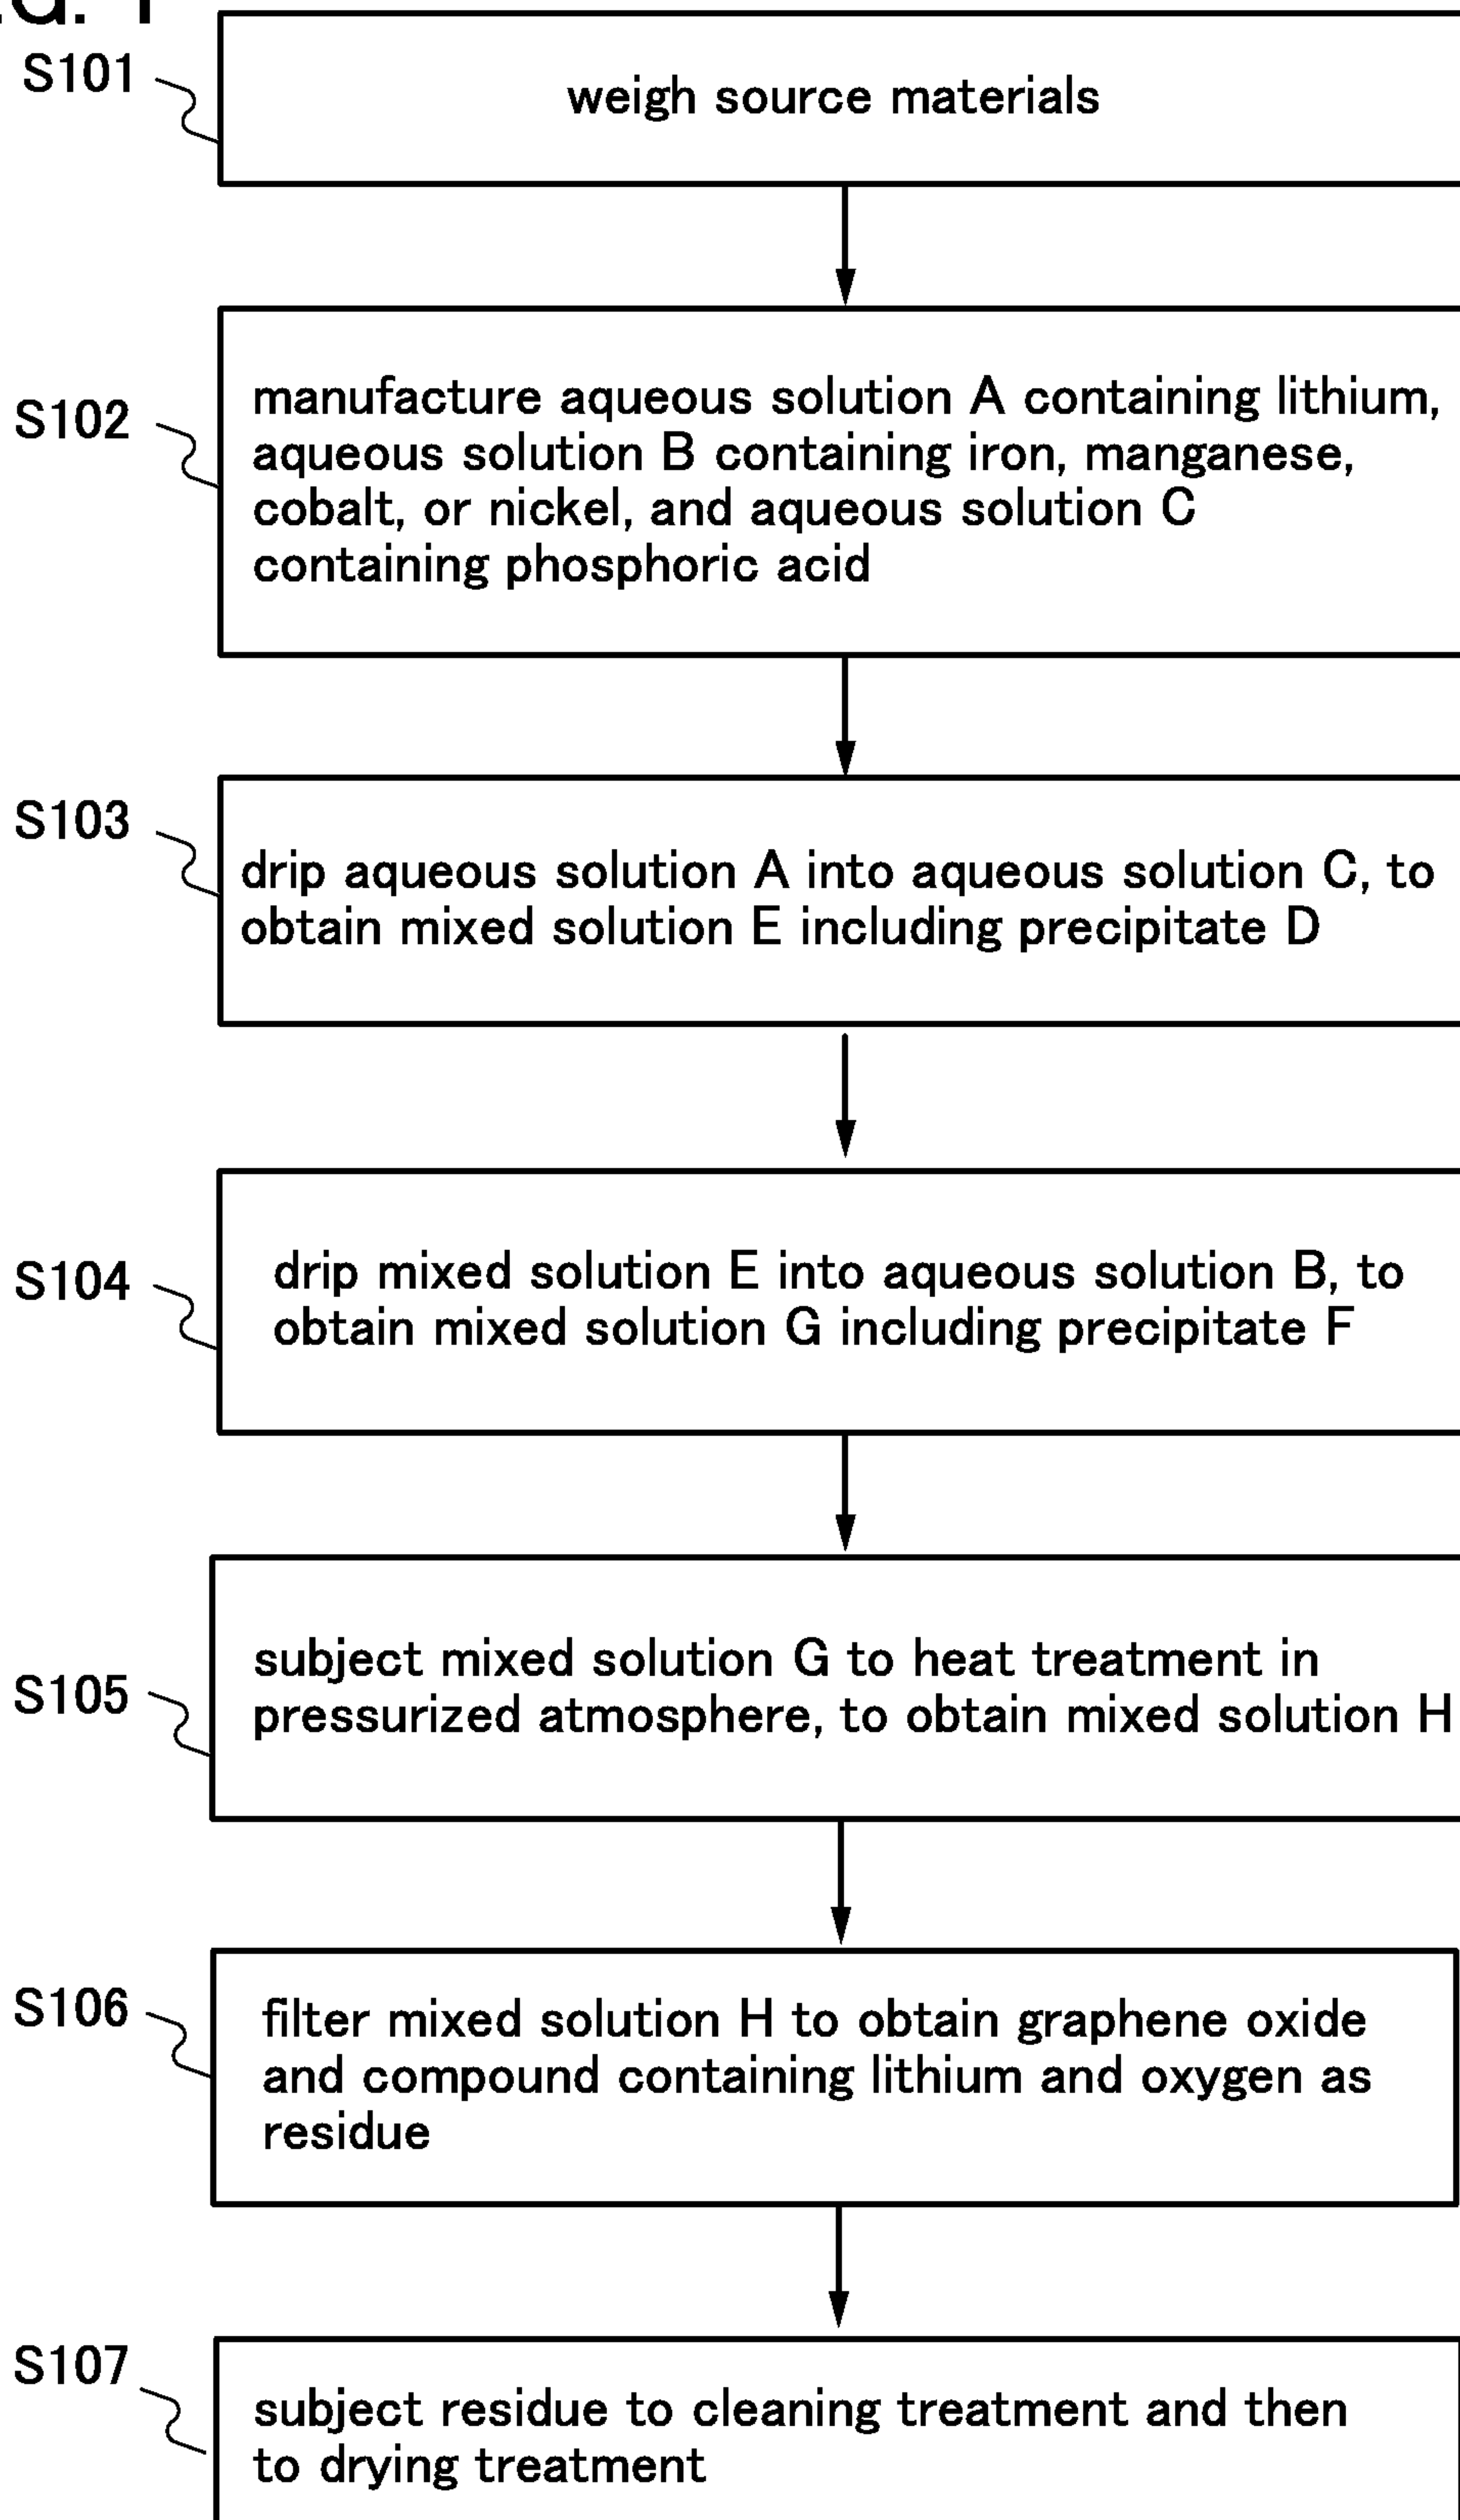 S101
weigh source materials
S102
manufacture aqueous solution A containing lithium,
aqueous solution B containing iron, manganese,
cobalt, or nickel, and aqueous solution C
containing phosphoric acid
S103
drip aqueous solution A into aqueous solution C, to
obtain mixed solution E including precipitate D
S104
drip mixed solution E into aqueous solution B, to
obtain mixed solution G including precipitate F
S105
subject mixed solution G to heat treatment in
pressurized atmosphere, to obtain mixed solution H
S106
filter mixed solution H to obtain graphene oxide
and compound containing lithium and oxygen as
residue
S107
subject residue to cleaning treatment and then
to drying treatment